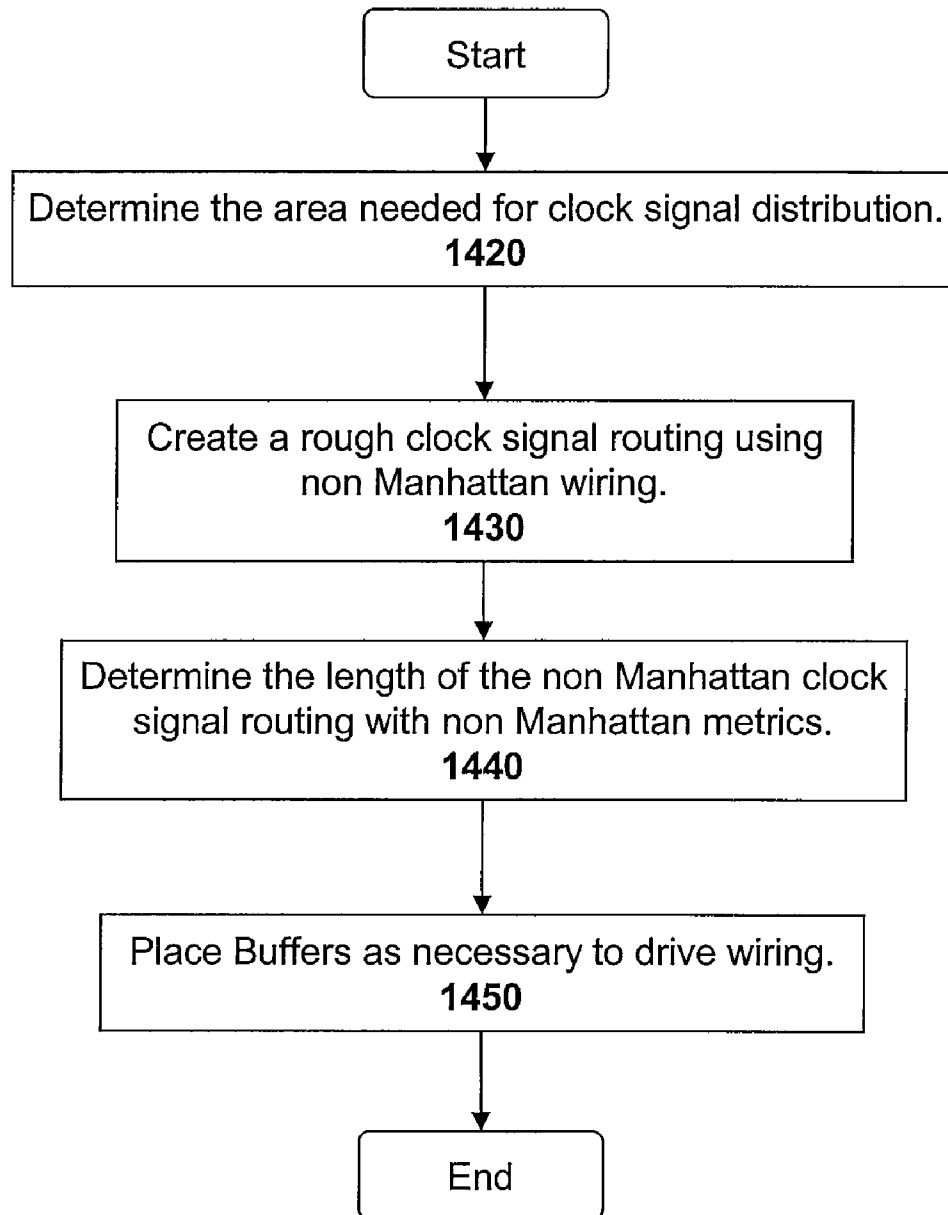 Start
Determine the area needed for clock signal distribution.
1420
Create a rough clock signal routing using
non Manhattan wiring.
1430
Determine the length of the non Manhattan clock
signal routing with non Manhattan metrics.
1440
Place Buffers as necessary to drive wiring.
1450
End